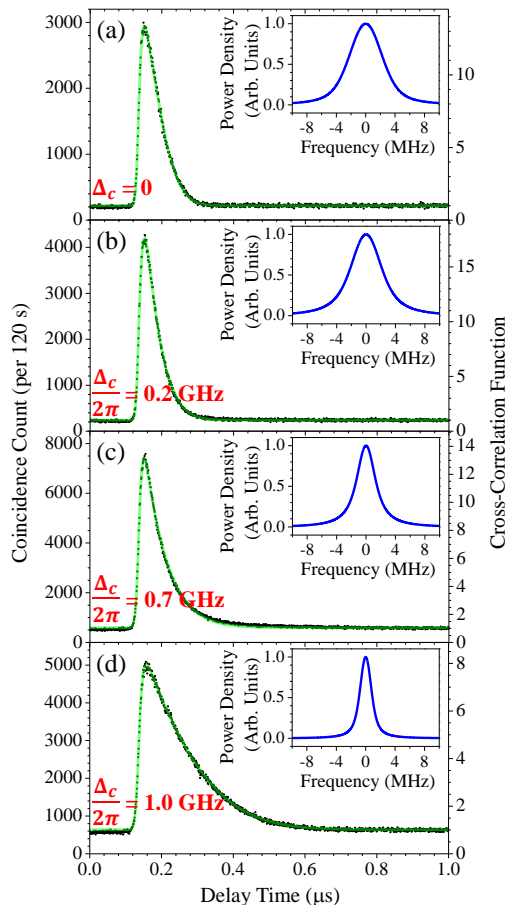 (a)
3000
2000
1000
0
10
5
1
0
Δc = 0
Power Density
(Arb. Units)
1.0
0.5
0.0
-8 -4 0 4 8
Frequency (MHz)
(b)
4000
3000
2000
1000
0
15
10
5
1
0
Δc/2π = 0.2 GHz
Power Density
(Arb. Units)
1.0
0.5
0.0
-8 -4 0 4 8
Frequency (MHz)
(c)
8000
6000
4000
2000
0
14
12
10
8
6
4
2
1
0
Δc/2π = 0.7 GHz
Power Density
(Arb. Units)
1.0
0.5
0.0
-8 -4 0 4 8
Frequency (MHz)
(d)
5000
4000
3000
2000
1000
0
8
6
4
2
1
0
Δc/2π = 1.0 GHz
Power Density
(Arb. Units)
1.0
0.5
0.0
-8 -4 0 4 8
Frequency (MHz)
0.0 0.2 0.4 0.6 0.8 1.0
Delay Time (μs)
Coincidence Count (per 120 s)
Cross-Correlation Function